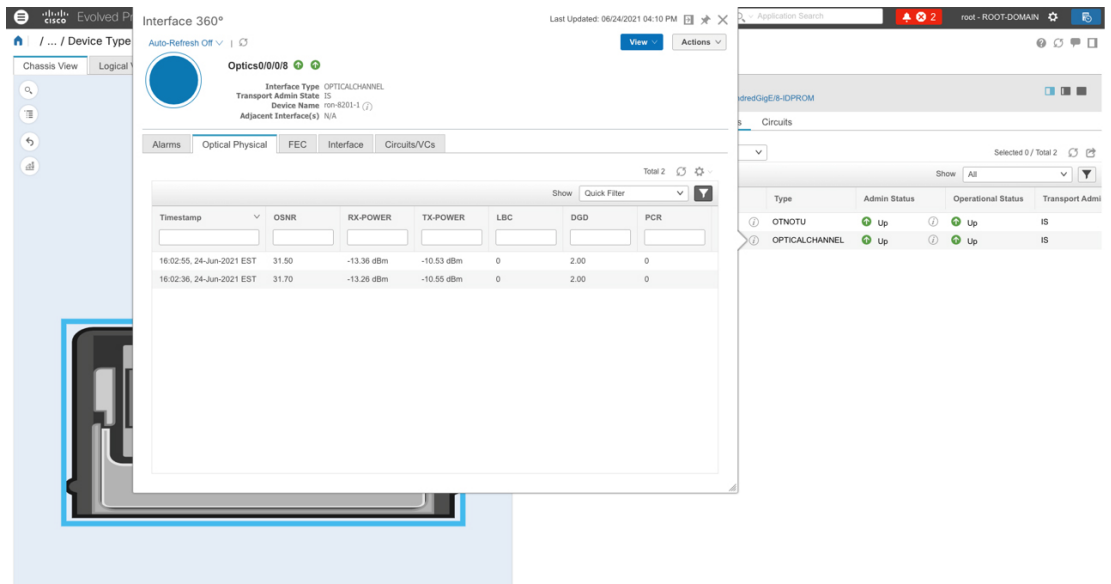 cisco Evolved Pr
/ ... / Device Type
Chassis View Logical
Interface 360°
Last Updated: 06/24/2021 04:10 PM
Auto-Refresh Off
View Actions
Optics0/0/0/8
Interface Type OPTICALCHANNEL
Transport Admin State IS
Device Name ron-8201-1
Adjacent Interface(s) N/A
Alarms Optical Physical FEC Interface Circuits/VCs
Total 2
Show Quick Filter
Timestamp OSNR RX-POWER TX-POWER LBC DGD PCR
16:02:55, 24-Jun-2021 EST 31.50 -13.36 dBm -10.53 dBm 0 2.00 0
16:02:36, 24-Jun-2021 EST 31.70 -13.26 dBm -10.55 dBm 0 2.00 0
Application Search
2
root - ROOT-DOMAIN
ndredGigE/8-IDPROM
s Circuits
Selected 0 / Total 2
Show All
Type Admin Status Operational Status Transport Admi
OTNOTU Up Up IS
OPTICALCHANNEL Up Up IS